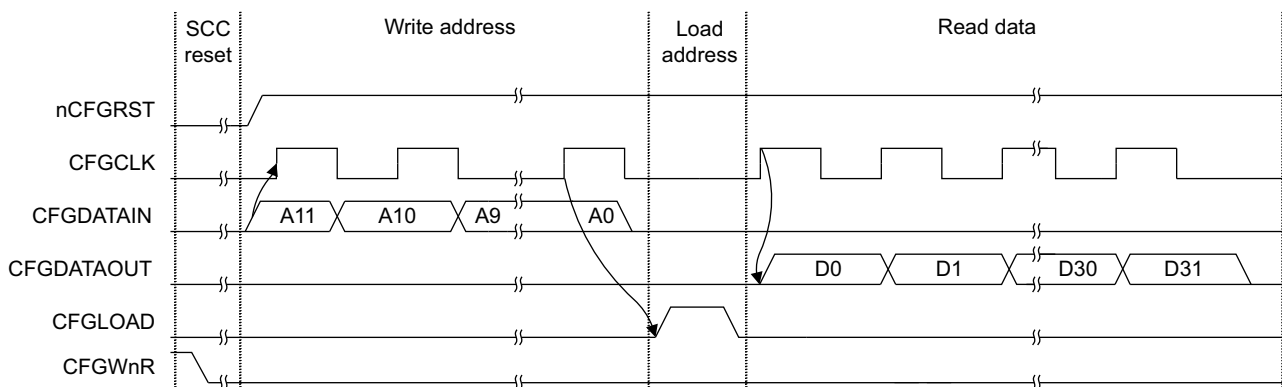 SCC reset
Write address
Load address
Read data
nCFGRST
CFGCLK
CFGDATAIN
A11 A10 A9 A0
CFGDATAOUT
D0 D1 D30 D31
CFGLOAD
CFGWnR